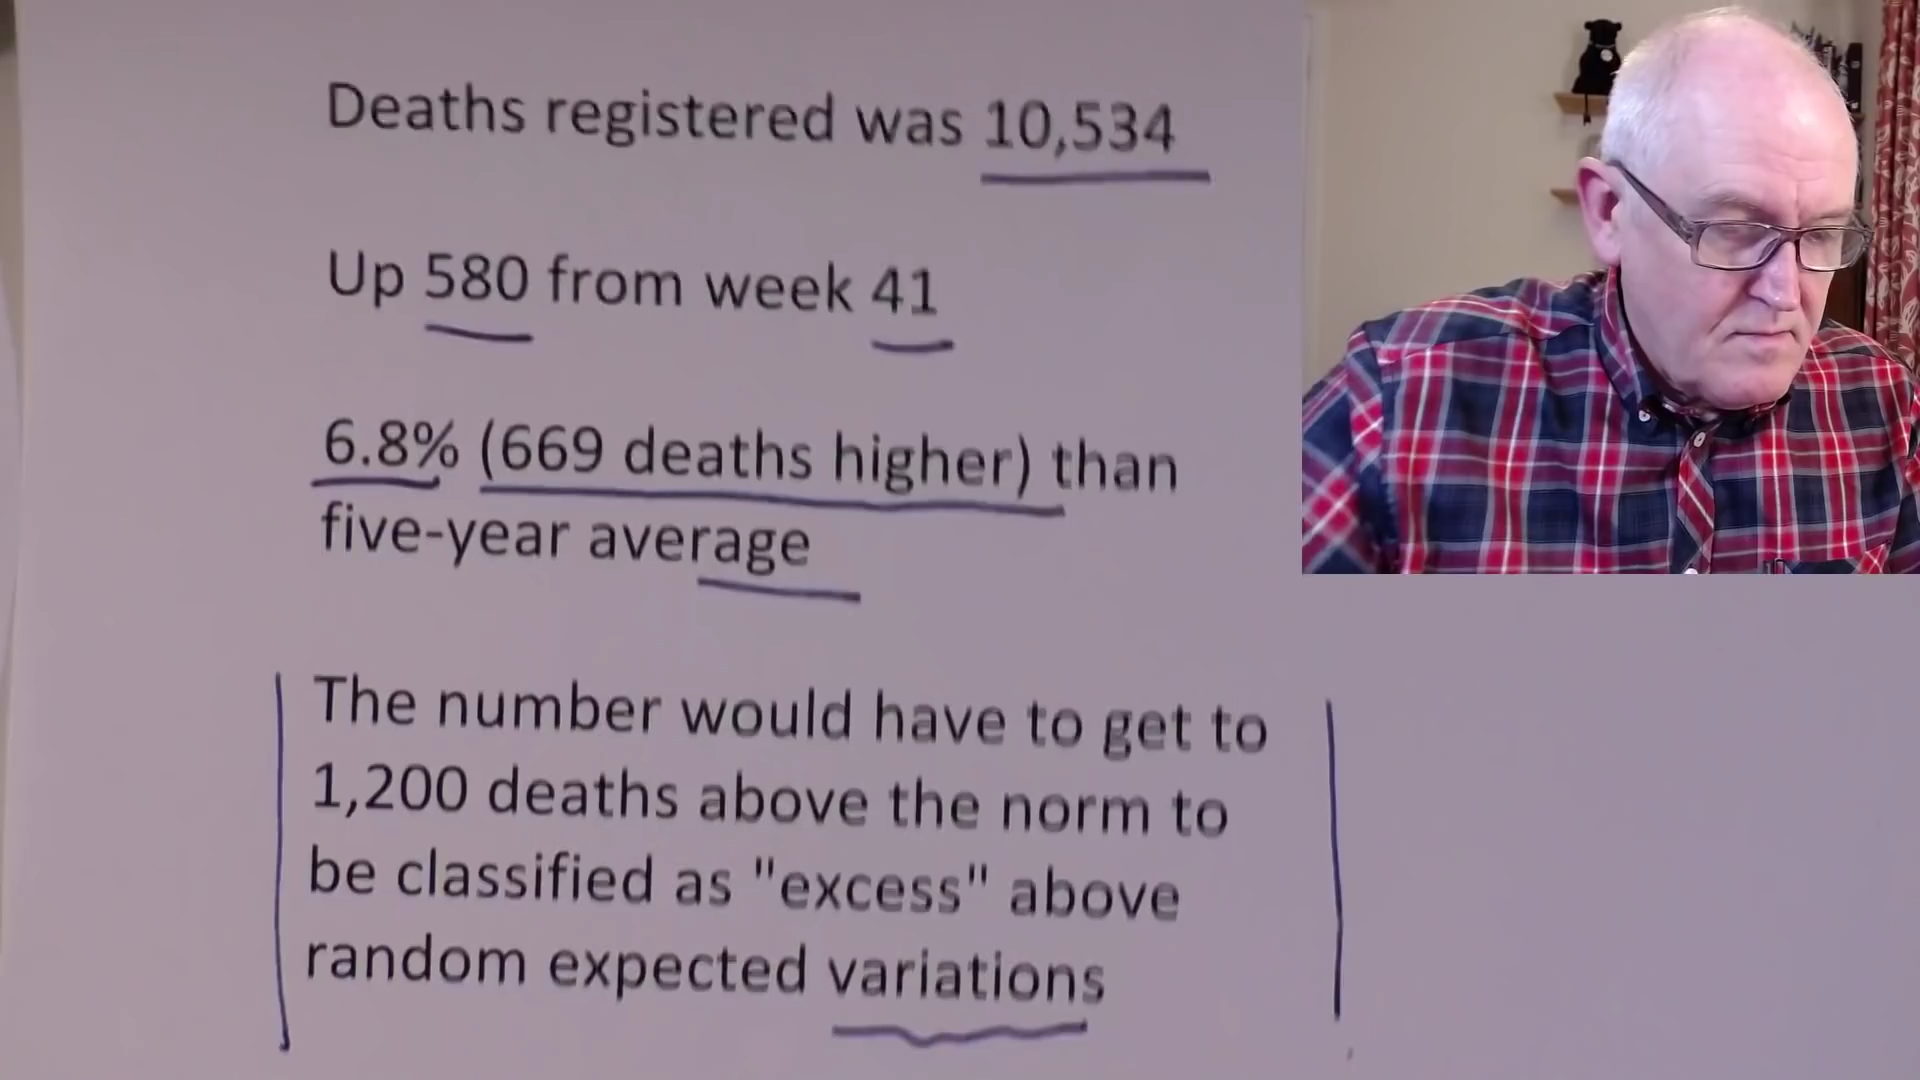 Deaths registered was 10,534
Up 580 from week 41
6.8% (669 deaths higher) than
five-year average
The number would have to get to
1,200 deaths above the norm to
be classified as "excess" above
random expected variations